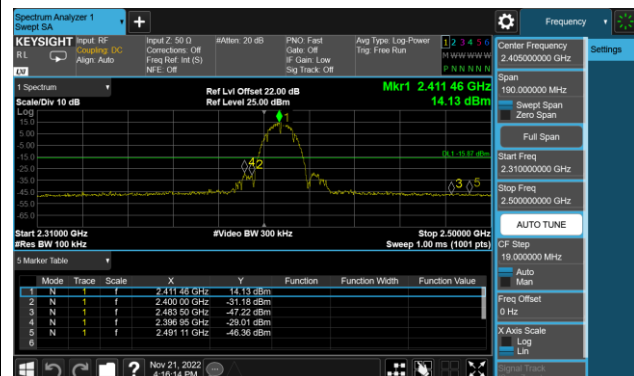 Spectrum Analyzer 1
Swept SA
Frequency
KEYSIGHT Input: RF
Coupling: DC
Align: Auto
RL
LXI
Input Z: 50 Ω
Corrections: Off
Freq Ref: Int (S)
NFE: Off
#Atten: 20 dB
PNO: Fast
Gate: Off
IF Gain: Low
Sig Track: Off
Avg Type: Log-Power
Trig: Free Run
1 2 3 4 5 6
M W W W W W
P N N N N N
Center Frequency
2.405000000 GHz
Settings
Span
190.000000 MHz
Swept Span
Zero Span
Full Span
Start Freq
2.310000000 GHz
Stop Freq
2.500000000 GHz
AUTO TUNE
CF Step
19.000000 MHz
Auto
Man
Freq Offset
0 Hz
X Axis Scale
Log
Lin
Signal Track
1 Spectrum
Scale/Div 10 dB
Log
Ref Lvl Offset 22.00 dB
Ref Level 25.00 dBm
Mkr1 2.411 46 GHz
14.13 dBm
15.0
5.00
-5.00
-15.0
-25.0
-35.0
-45.0
-55.0
-65.0
DL1 -15.87 dBm
1
4 2
3 5
Start 2.31000 GHz
#Res BW 100 kHz
#Video BW 300 kHz
Stop 2.50000 GHz
Sweep 1.00 ms (1001 pts)
5 Marker Table
Mode Trace Scale X Y Function Function Width Function Value
1 N 1 f 2.411 46 GHz 14.13 dBm
2 N 1 f 2.400 00 GHz -31.18 dBm
3 N 1 f 2.483 50 GHz -47.22 dBm
4 N 1 f 2.396 95 GHz -29.01 dBm
5 N 1 f 2.491 11 GHz -46.36 dBm
6
Nov 21, 2022
4:16:14 PM